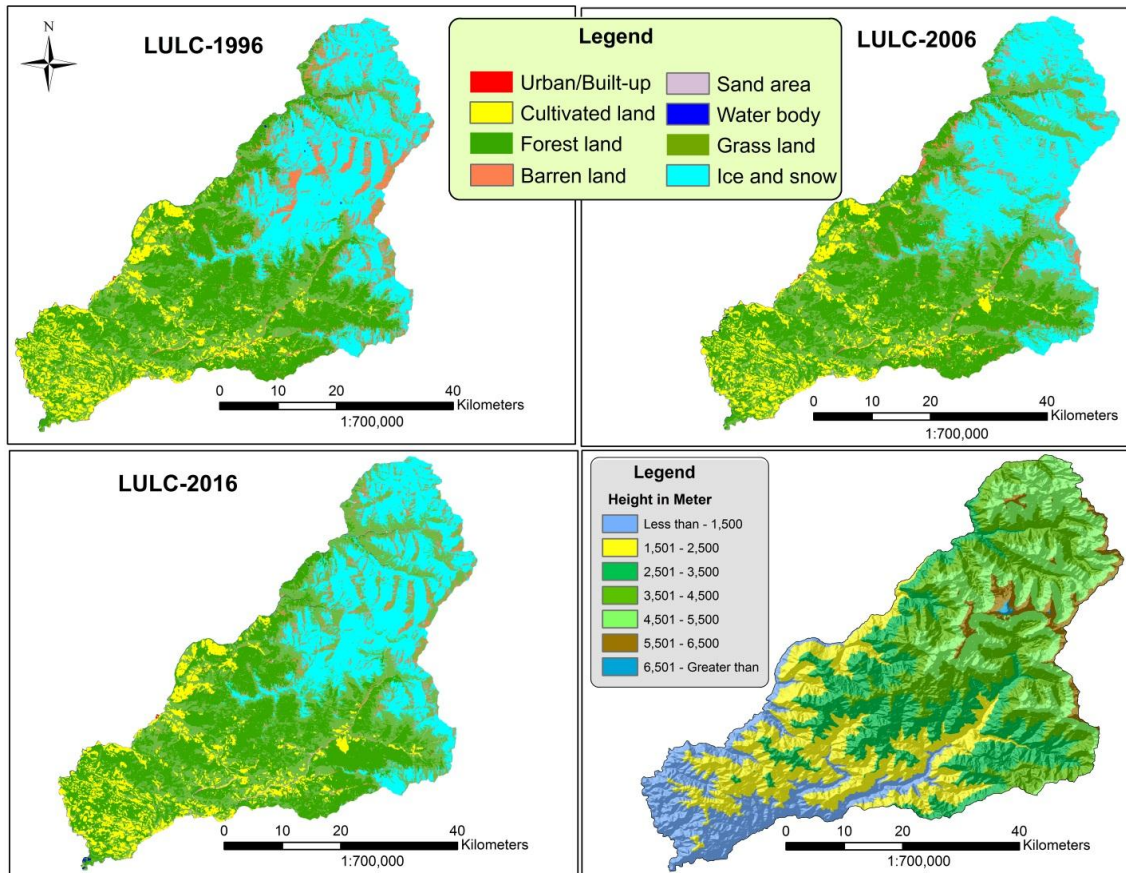 N
LULC-1996
Legend
Urban/Built-up
Cultivated land
Forest land
Barren land
Sand area
Water body
Grass land
Ice and snow
LULC-2006
0 10 20 40
Kilometers
1:700,000
0 10 20 40
Kilometers
1:700,000
LULC-2016
0 10 20 40
Kilometers
1:700,000
Legend
Height in Meter
Less than - 1,500
1,501 - 2,500
2,501 - 3,500
3,501 - 4,500
4,501 - 5,500
5,501 - 6,500
6,501 - Greater than
0 10 20 40
Kilometers
1:700,000